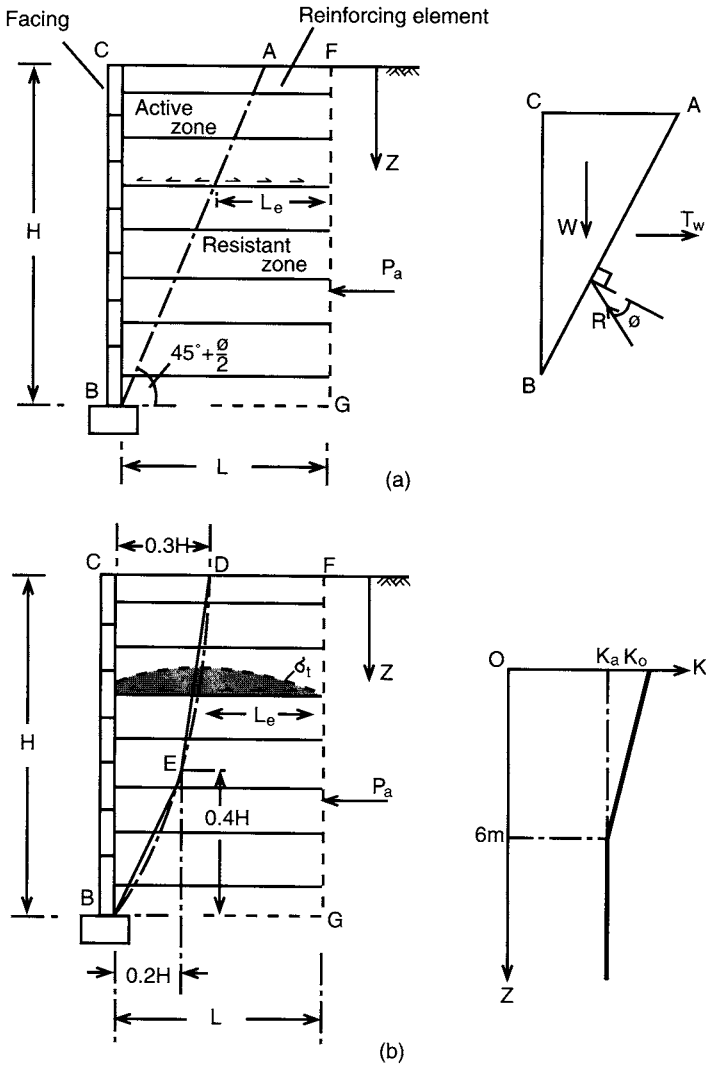 Facing
Reinforcing element
C A F
Active
zone
Z
H
Lₑ
Resistant
zone
Pₐ
45°+ø/2
B G
L
C A
W
T_w
R ø
B
(a)
0.3H
C D F
σₜ
Z
H
Lₑ
E
Pₐ
0.4H
B G
0.2H
L
O Kₐ Kₒ K
6m
Z
(b)